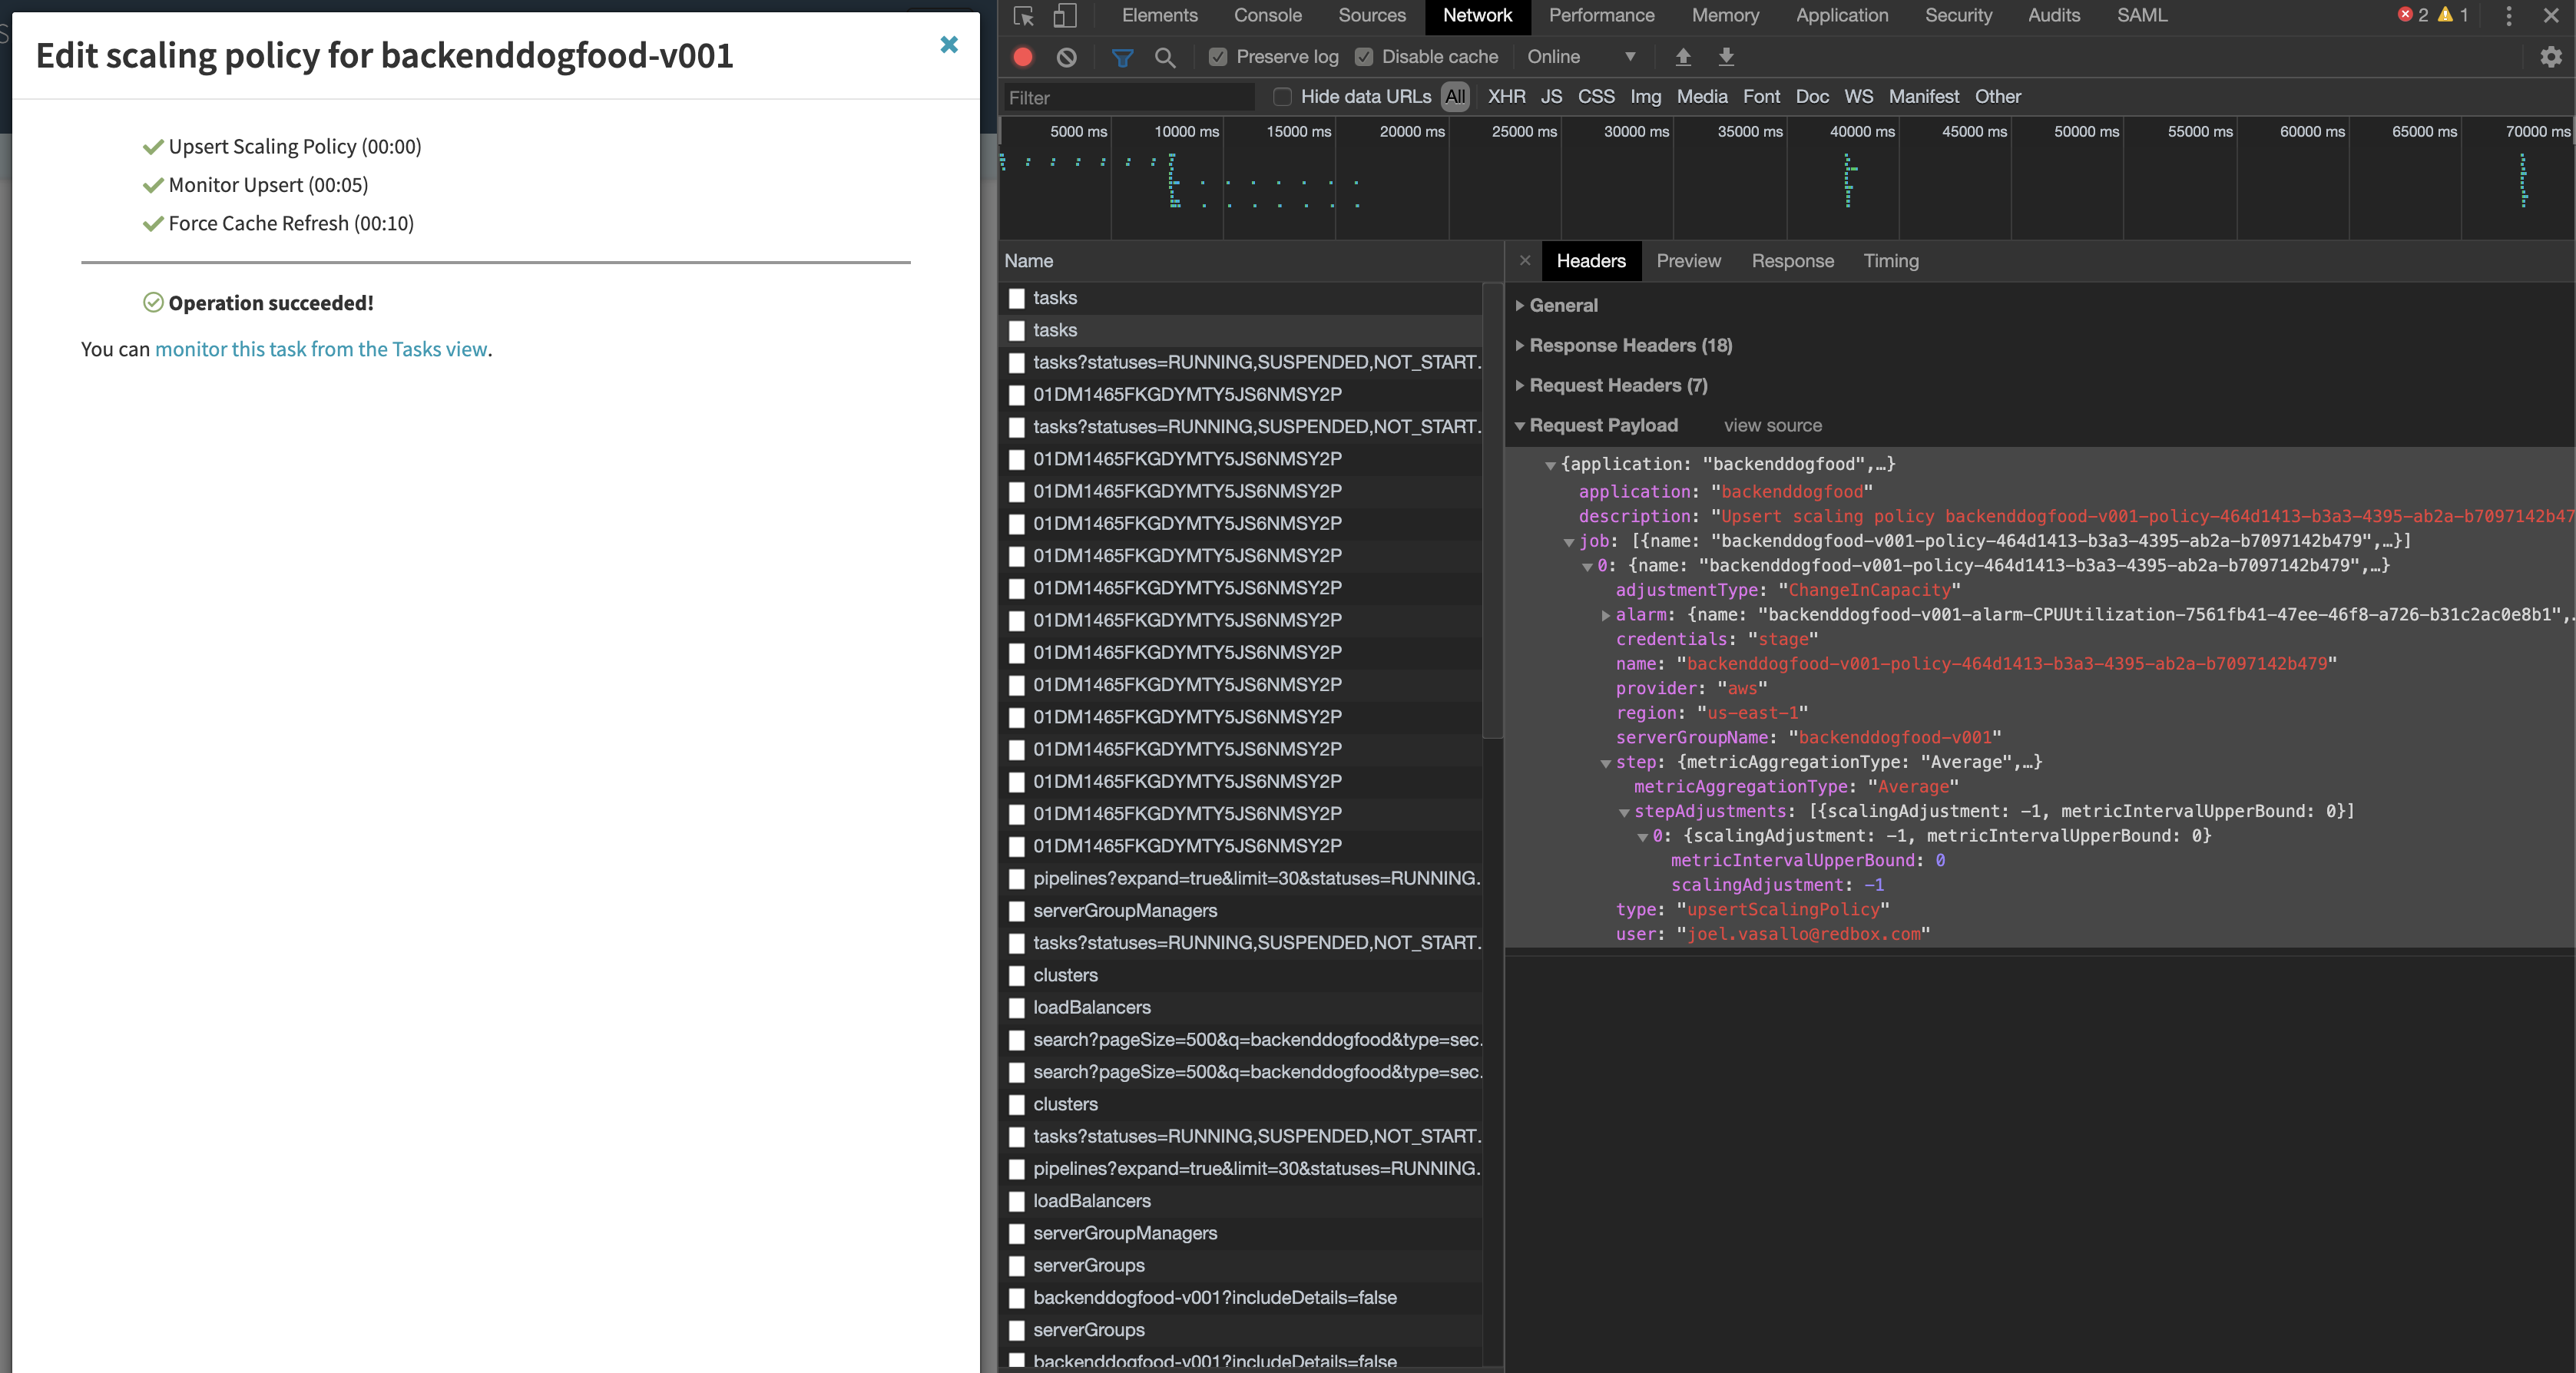 Edit scaling policy for backenddogfood-v001
Upsert Scaling Policy (00:00)
Monitor Upsert (00:05)
Force Cache Refresh (00:10)
Operation succeeded!
You can monitor this task from the Tasks view.
Elements Console Sources Network Performance Memory Application Security Audits SAML 2 1
Preserve log Disable cache Online
Filter Hide data URLs All XHR JS CSS Img Media Font Doc WS Manifest Other
5000 ms 10000 ms 15000 ms 20000 ms 25000 ms 30000 ms 35000 ms 40000 ms 45000 ms 50000 ms 55000 ms 60000 ms 65000 ms 70000 ms
Name
tasks
tasks
tasks?statuses=RUNNING,SUSPENDED,NOT_START.
01DM1465FKGDYMTY5JS6NMSY2P
tasks?statuses=RUNNING,SUSPENDED,NOT_START.
01DM1465FKGDYMTY5JS6NMSY2P
01DM1465FKGDYMTY5JS6NMSY2P
01DM1465FKGDYMTY5JS6NMSY2P
01DM1465FKGDYMTY5JS6NMSY2P
01DM1465FKGDYMTY5JS6NMSY2P
01DM1465FKGDYMTY5JS6NMSY2P
01DM1465FKGDYMTY5JS6NMSY2P
01DM1465FKGDYMTY5JS6NMSY2P
01DM1465FKGDYMTY5JS6NMSY2P
01DM1465FKGDYMTY5JS6NMSY2P
01DM1465FKGDYMTY5JS6NMSY2P
01DM1465FKGDYMTY5JS6NMSY2P
01DM1465FKGDYMTY5JS6NMSY2P
pipelines?expand=true&limit=30&statuses=RUNNING.
serverGroupManagers
tasks?statuses=RUNNING,SUSPENDED,NOT_START.
clusters
loadBalancers
search?pageSize=500&q=backenddogfood&type=sec.
search?pageSize=500&q=backenddogfood&type=sec.
clusters
tasks?statuses=RUNNING,SUSPENDED,NOT_START.
pipelines?expand=true&limit=30&statuses=RUNNING.
loadBalancers
serverGroupManagers
serverGroups
backenddogfood-v001?includeDetails=false
serverGroups
backenddogfood-v001?includeDetails=false
Headers Preview Response Timing
General
Response Headers (18)
Request Headers (7)
Request Payload view source
{application: "backenddogfood",…}
application: "backenddogfood"
description: "Upsert scaling policy backenddogfood-v001-policy-464d1413-b3a3-4395-ab2a-b7097142b47
job: [{name: "backenddogfood-v001-policy-464d1413-b3a3-4395-ab2a-b7097142b479",…}]
0: {name: "backenddogfood-v001-policy-464d1413-b3a3-4395-ab2a-b7097142b479",…}
adjustmentType: "ChangeInCapacity"
alarm: {name: "backenddogfood-v001-alarm-CPUUtilization-7561fb41-47ee-46f8-a726-b31c2ac0e8b1",.
credentials: "stage"
name: "backenddogfood-v001-policy-464d1413-b3a3-4395-ab2a-b7097142b479"
provider: "aws"
region: "us-east-1"
serverGroupName: "backenddogfood-v001"
step: {metricAggregationType: "Average",…}
metricAggregationType: "Average"
stepAdjustments: [{scalingAdjustment: -1, metricIntervalUpperBound: 0}]
0: {scalingAdjustment: -1, metricIntervalUpperBound: 0}
metricIntervalUpperBound: 0
scalingAdjustment: -1
type: "upsertScalingPolicy"
user: "joel.vasallo@redbox.com"